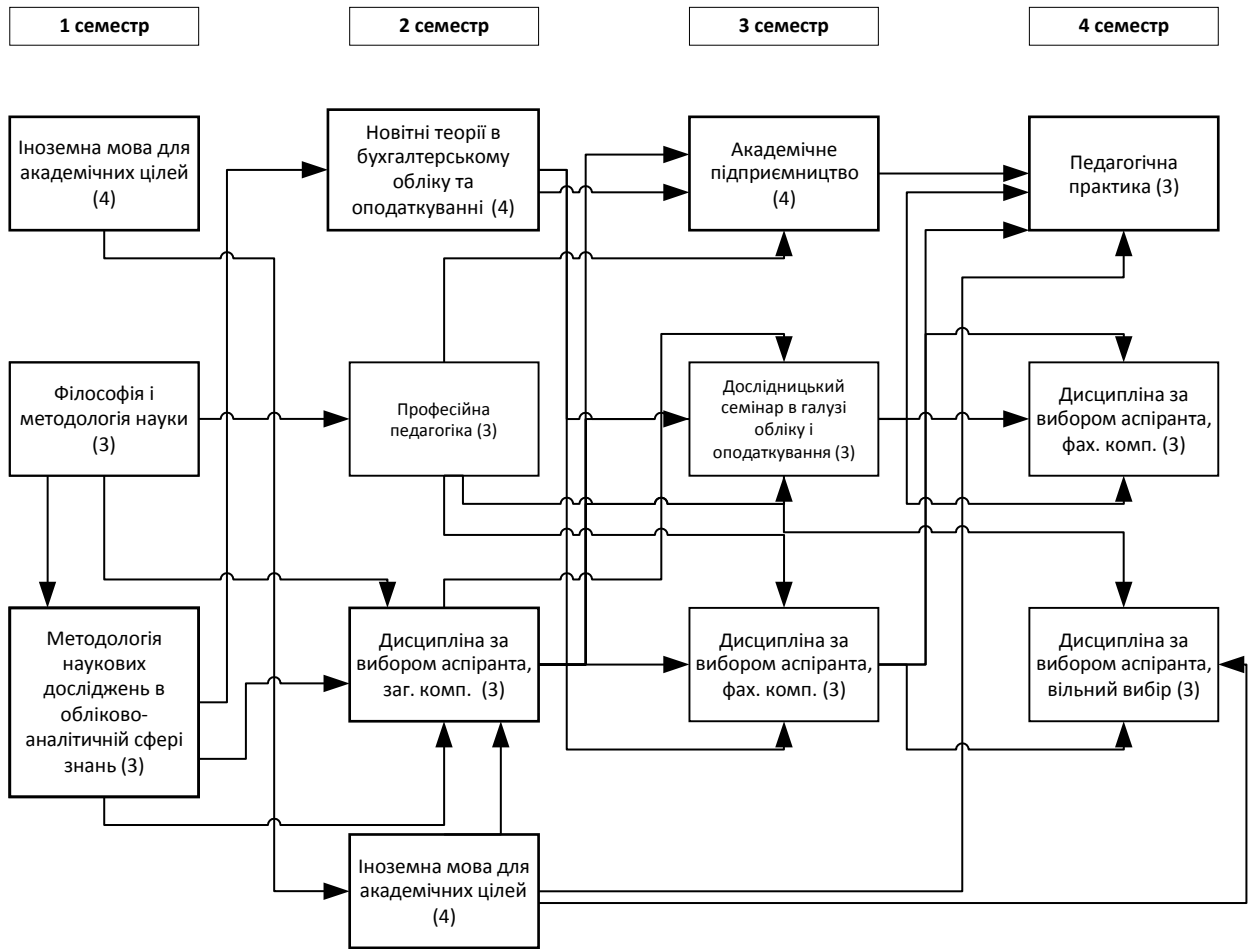 1 семестр
2 семестр
3 семестр
4 семестр
Іноземна мова для
академічних цілей
(4)
Новітні теорії в
бухгалтерському
обліку та
оподаткуванні (4)
Академічне
підприємництво
(4)
Педагогічна
практика (3)
Філософія і
методологія науки
(3)
Професійна
педагогіка (3)
Дослідницький
семінар в галузі
обліку і
оподаткування (3)
Дисципліна за
вибором аспіранта,
фах. комп. (3)
Методологія
наукових
досліджень в
обліково-
аналітичній сфері
знань (3)
Дисципліна за
вибором аспіранта,
заг. комп. (3)
Дисципліна за
вибором аспіранта,
фах. комп. (3)
Дисципліна за
вибором аспіранта,
вільний вибір (3)
Іноземна мова для
академічних цілей
(4)